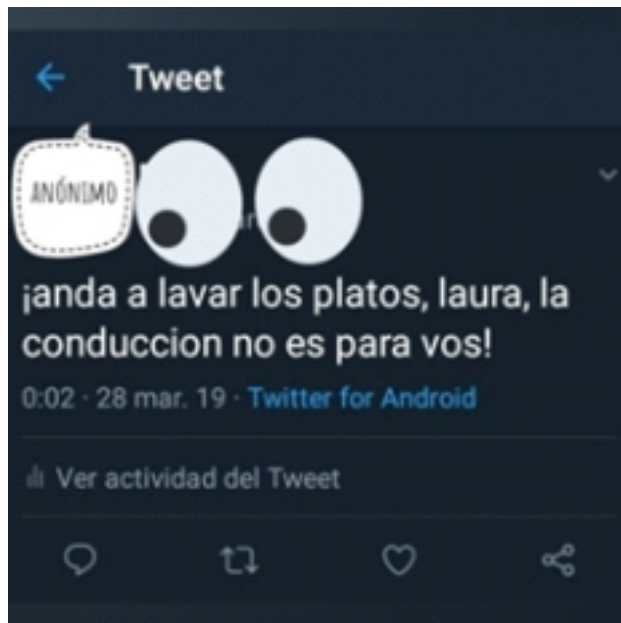 Tweet
ANÓNIMO
¡anda a lavar los platos, laura, la
conduccion no es para vos!
0:02 · 28 mar. 19 · Twitter for Android
Ver actividad del Tweet